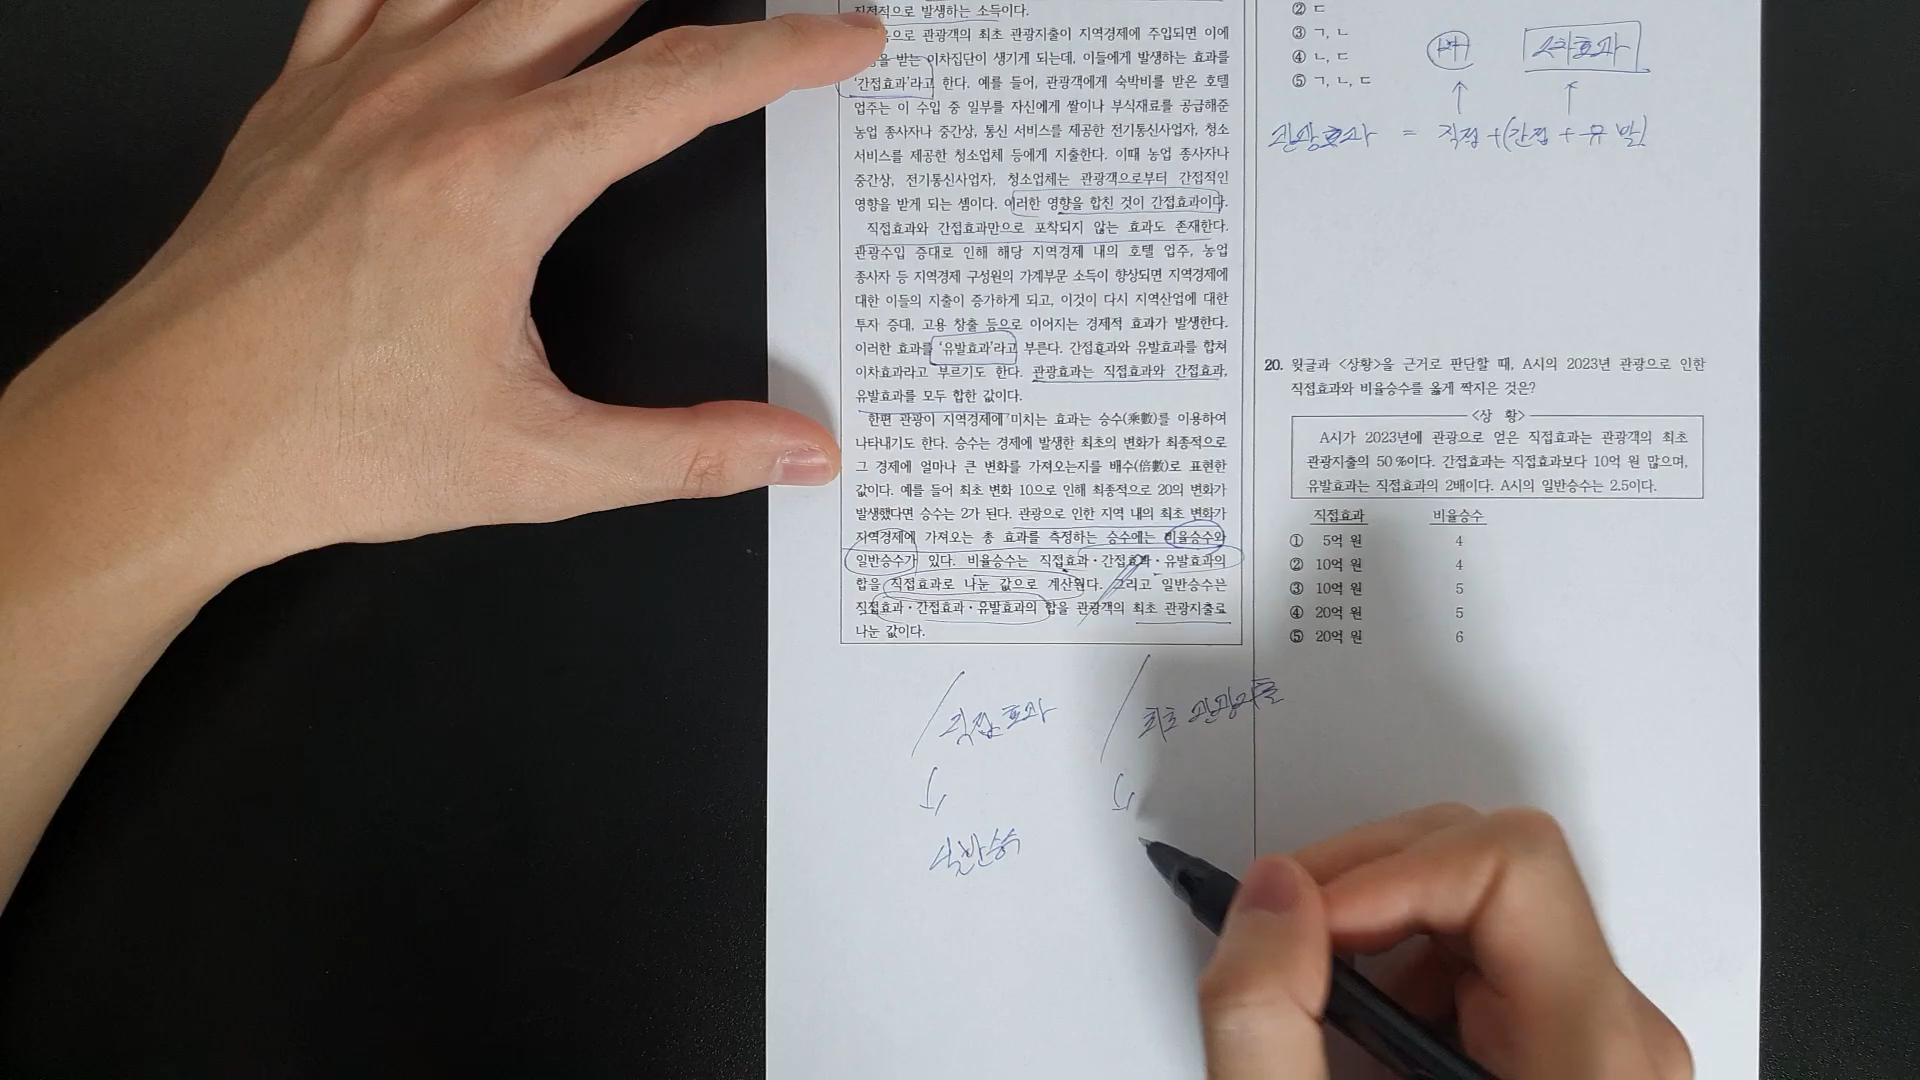 직접적으로 발생하는 소득이다.
으로 관광객의 최초 관광지출이 지역경제에 주입되면 이에
을 받는 이차집단이 생기게 되는데, 이들에게 발생하는 효과를
'간접효과'라고 한다. 예를 들어, 관광객에게 숙박비를 받은 호텔
업주는 이 수입 중 일부를 자신에게 쌀이나 부식재료를 공급해준
농업 종사자나 중간상, 통신 서비스를 제공한 전기통신사업자, 청소
서비스를 제공한 청소업체 등에게 지출한다. 이때 농업 종사자나
중간상, 전기통신사업자, 청소업체는 관광객으로부터 간접적인
영향을 받게 되는 셈이다. 이러한 영향을 합친 것이 간접효과이다.
직접효과와 간접효과만으로 포착되지 않는 효과도 존재한다.
관광수입 증대로 인해 해당 지역경제 내의 호텔 업주, 농업
종사자 등 지역경제 구성원의 가계부문 소득이 향상되면 지역경제에
대한 이들의 지출이 증가하게 되고, 이것이 다시 지역산업에 대한
투자 증대, 고용 창출 등으로 이어지는 경제적 효과가 발생한다.
이러한 효과를 '유발효과'라고 부른다. 간접효과와 유발효과를 합쳐
이차효과라고 부르기도 한다. 관광효과는 직접효과와 간접효과,
유발효과를 모두 합한 값이다.
한편 관광이 지역경제에 미치는 효과는 승수(乘數)를 이용하여
나타내기도 한다. 승수는 경제에 발생한 최초의 변화가 최종적으로
그 경제에 얼마나 큰 변화를 가져오는지를 배수(倍數)로 표현한
값이다. 예를 들어 최초 변화 10으로 인해 최종적으로 20의 변화가
발생했다면 승수는 2가 된다. 관광으로 인한 지역 내의 최초 변화가
지역경제에 가져오는 총 효과를 측정하는 승수에는 비율승수와
일반승수가 있다. 비율승수는 직접효과·간접효과·유발효과의
합을 직접효과로 나눈 값으로 계산된다. 그리고 일반승수는
직접효과·간접효과·유발효과의 합을 관광객의 최초 관광지출로
나눈 값이다.
/ 직접효과 / 최초 관광지출
↓ ↓
일반승수
② ㄷ
③ ㄱ, ㄴ
④ ㄴ, ㄷ
⑤ ㄱ, ㄴ, ㄷ
2차효과
↑ ↑
관광효과 = 직접 + (간접 + 유발)
20. 윗글과 <상황>을 근거로 판단할 때, A시의 2023년 관광으로 인한
직접효과와 비율승수를 옳게 짝지은 것은?
<상 황>
A시가 2023년에 관광으로 얻은 직접효과는 관광객의 최초
관광지출의 50%이다. 간접효과는 직접효과보다 10억 원 많으며,
유발효과는 직접효과의 2배이다. A시의 일반승수는 2.5이다.
직접효과 비율승수
① 5억 원 4
② 10억 원 4
③ 10억 원 5
④ 20억 원 5
⑤ 20억 원 6